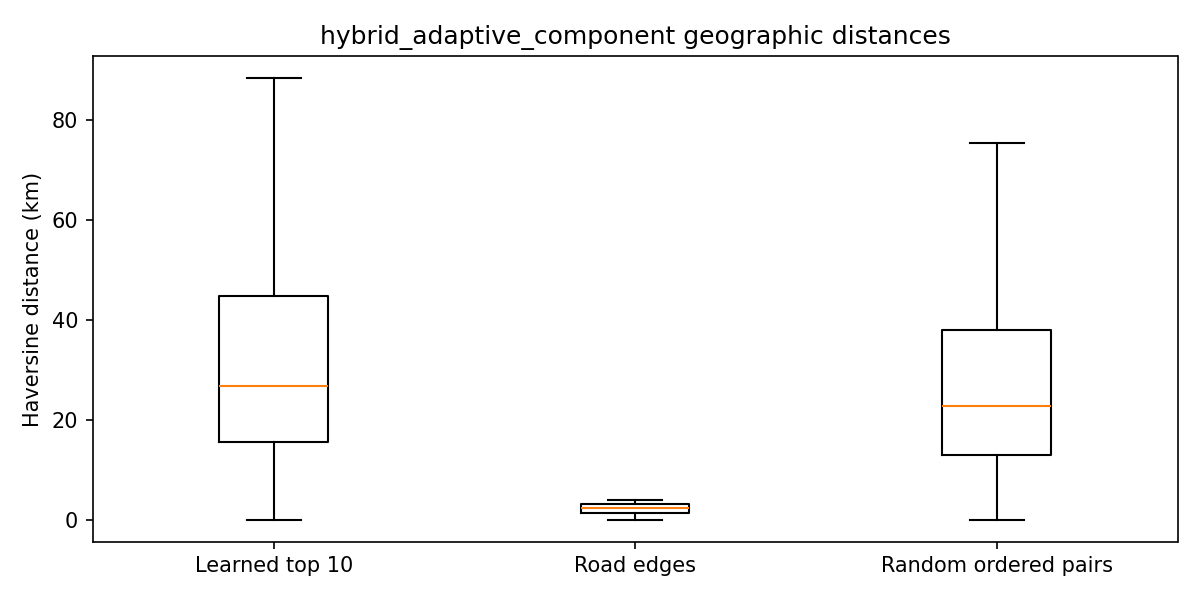 hybrid_adaptive_component geographic distances
Haversine distance (km)
80
60
40
20
0
Learned top 10
Road edges
Random ordered pairs